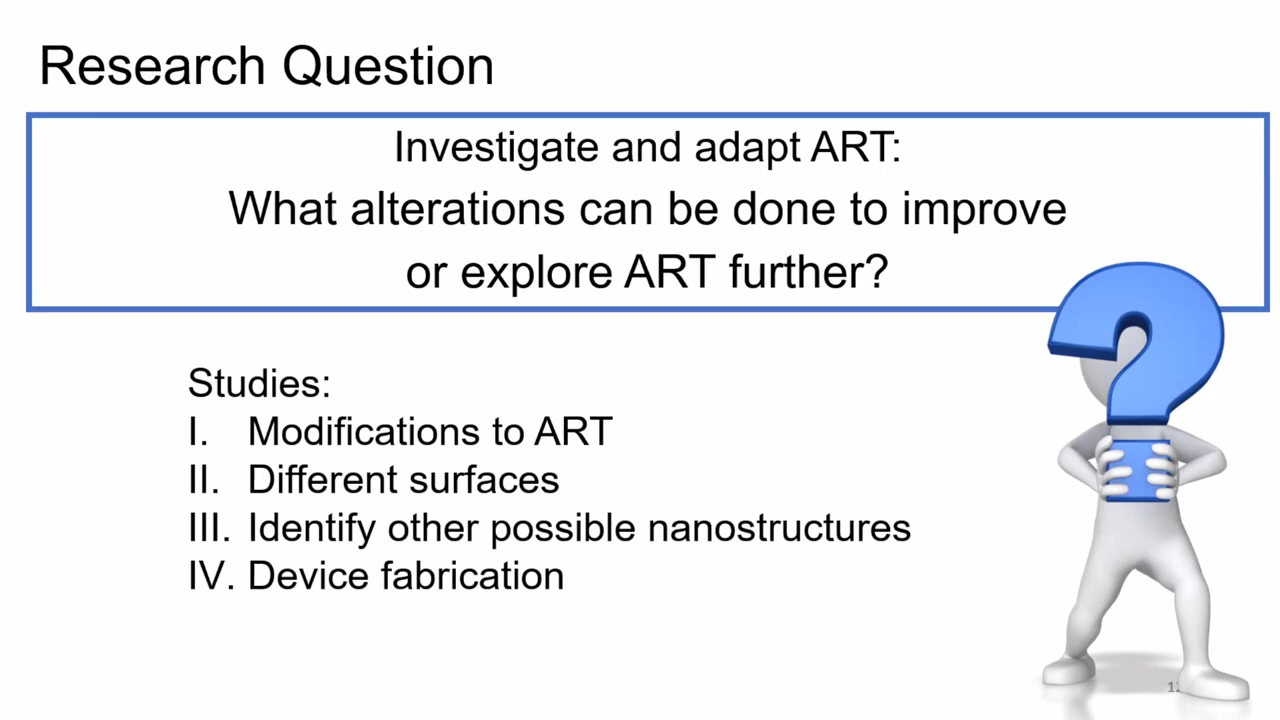 Research Question
Investigate and adapt ART:
What alterations can be done to improve
or explore ART further?
Studies:
I. Modifications to ART
II. Different surfaces
III. Identify other possible nanostructures
IV. Device fabrication